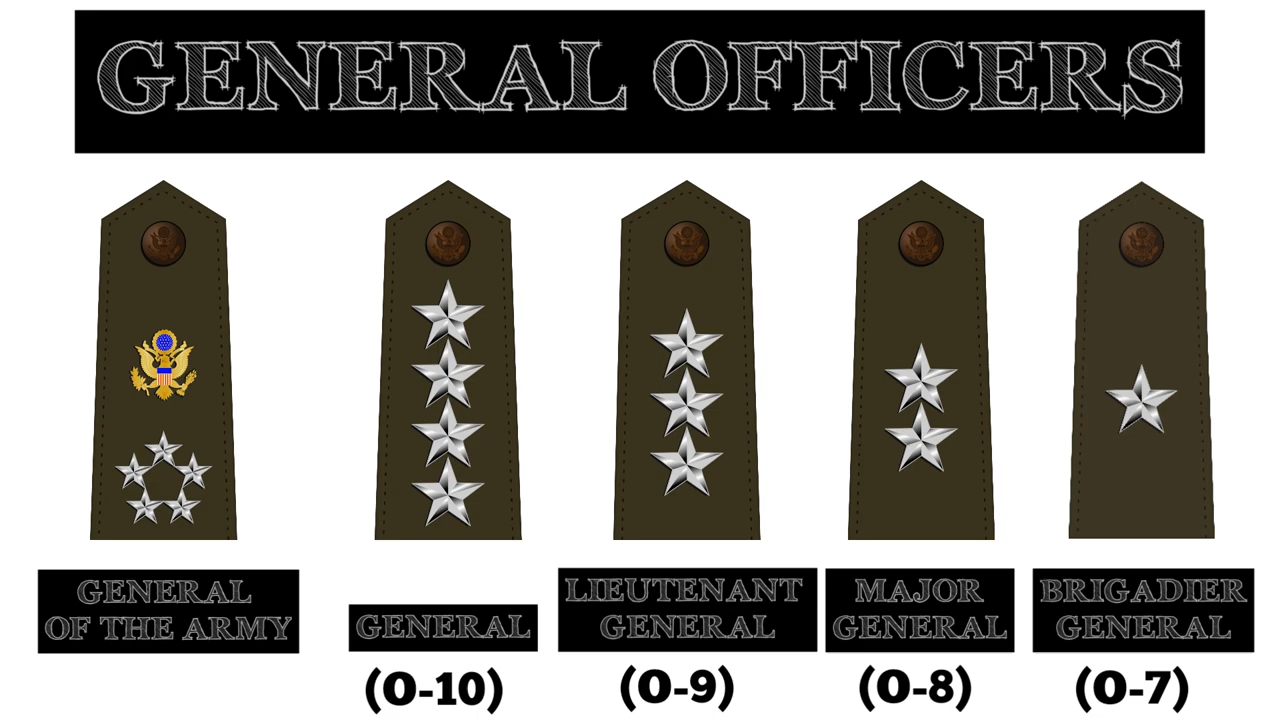 GENERAL OFFICERS
GENERAL
OF THE ARMY
GENERAL
(O-10)
LIEUTENANT
GENERAL
(O-9)
MAJOR
GENERAL
(O-8)
BRIGADIER
GENERAL
(O-7)